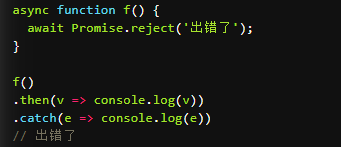 async function f() {
  await Promise.reject('出错了');
}

f()
.then(v => console.log(v))
.catch(e => console.log(e))
// 出错了